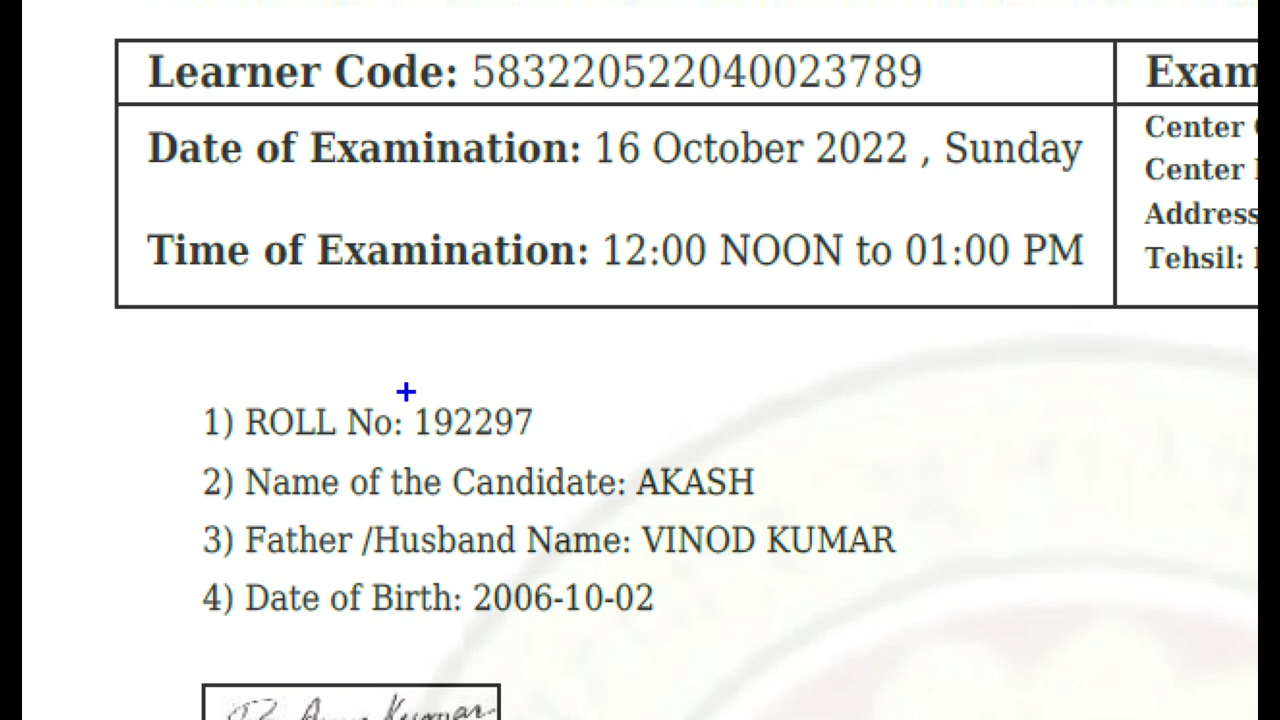 Learner Code: 583220522040023789
Exam
Date of Examination: 16 October 2022 , Sunday
Time of Examination: 12:00 NOON to 01:00 PM
Center
Center
Address
Tehsil:
1) ROLL No: 192297
2) Name of the Candidate: AKASH
3) Father /Husband Name: VINOD KUMAR
4) Date of Birth: 2006-10-02
Kumar